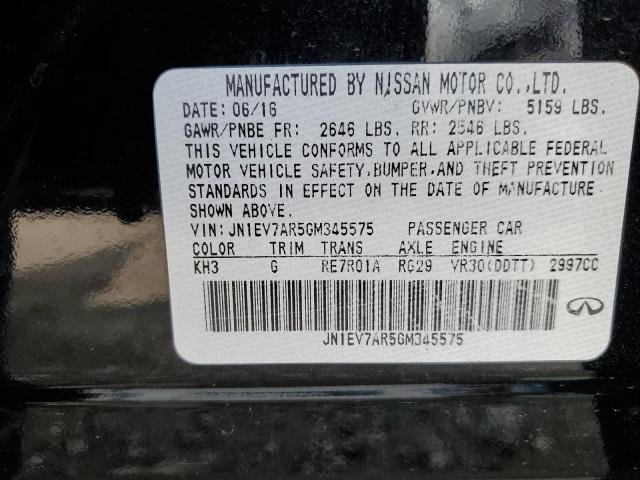 MANUFACTURED BY NISSAN MOTOR CO.,LTD.
DATE: 06/16 GVWR/PNBV: 5159 LBS.
GAWR/PNBE FR: 2646 LBS. RR: 2546 LBS.
THIS VEHICLE CONFORMS TO ALL APPLICABLE FEDERAL
MOTOR VEHICLE SAFETY,BUMPER,AND THEFT PREVENTION
STANDARDS IN EFFECT ON THE DATE OF MANUFACTURE
SHOWN ABOVE.
VIN: JN1EV7AR5GM345575 PASSENGER CAR
COLOR TRIM TRANS AXLE ENGINE
KH3 G RE7R01A RG29 VR30(DDTT) 2997CC
JN1EV7AR5GM345575